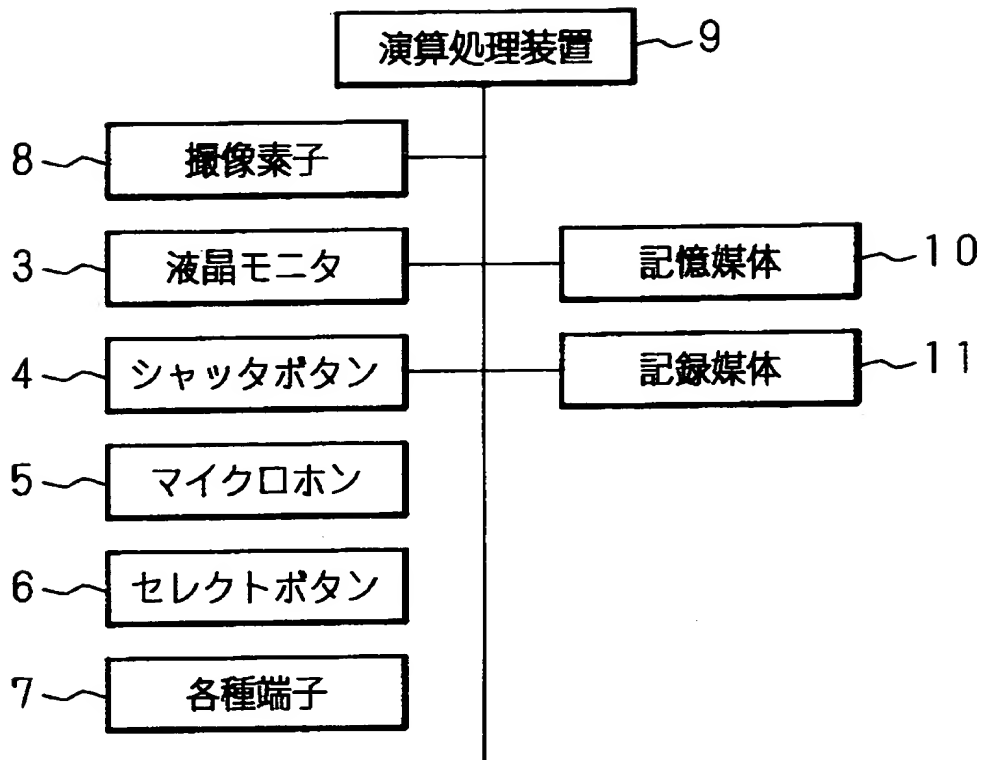 演算処理装置 9
8 撮像素子
3 液晶モニタ 記憶媒体 10
4 シャッタボタン 記録媒体 11
5 マイクロホン
6 セレクトボタン
7 各種端子